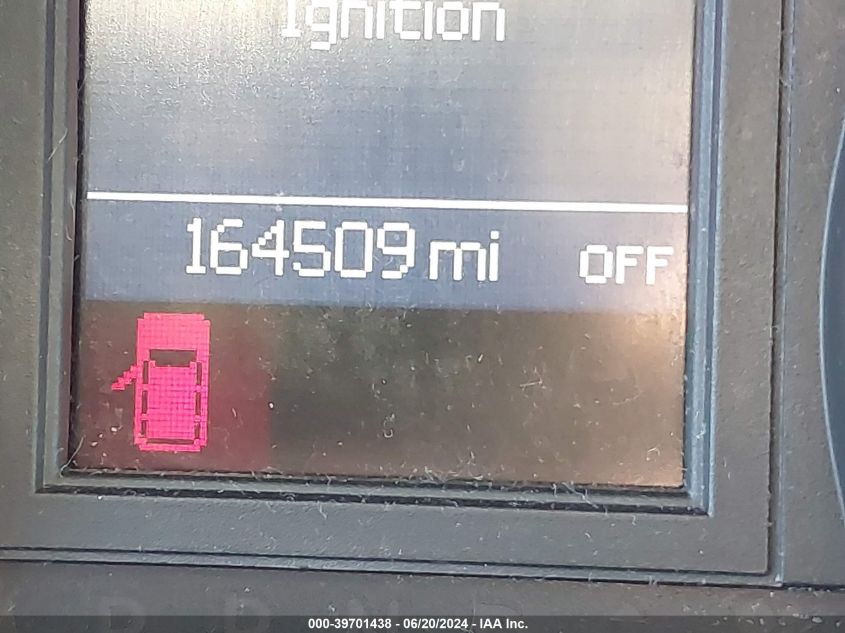 Ignition
164509 mi OFF
000-39701438 - 06/20/2024 - IAA Inc.